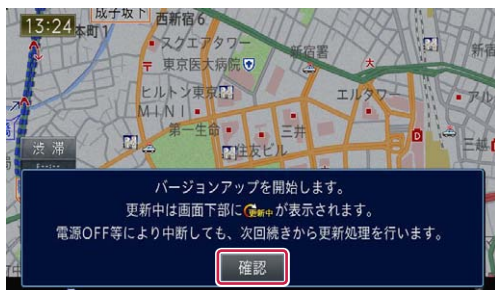 13:24
成子坂下
本町1
西新宿6
スクエアタワー
東京医大病院
新宿署
ヒルトン東京
MINI
エルタワー
第一生命
三井
住友ビル
三越
渋滞
バージョンアップを開始します。
更新中は画面下部に更新中が表示されます。
電源OFF等により中断しても、次回続きから更新処理を行います。
確認